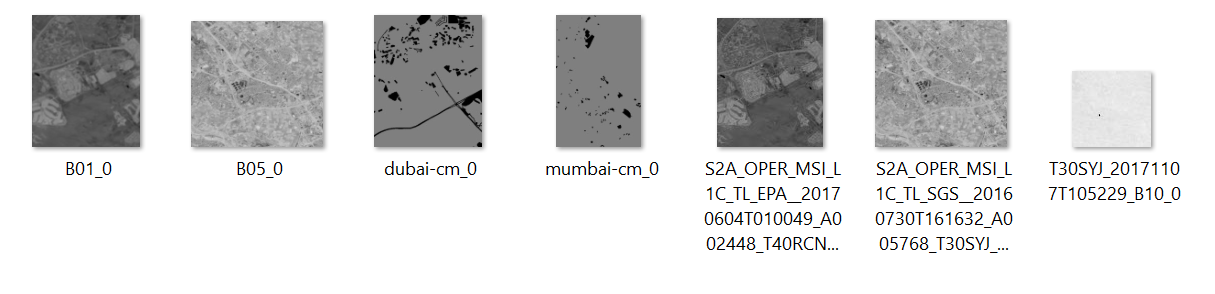 B01_0
B05_0
dubai-cm_0
mumbai-cm_0
S2A_OPER_MSI_L
1C_TL_EPA__2017
0604T010049_A0
02448_T40RCN...
S2A_OPER_MSI_L
1C_TL_SGS__2016
0730T161632_A0
05768_T30SYJ_...
T30SYJ_2017110
7T105229_B10_0